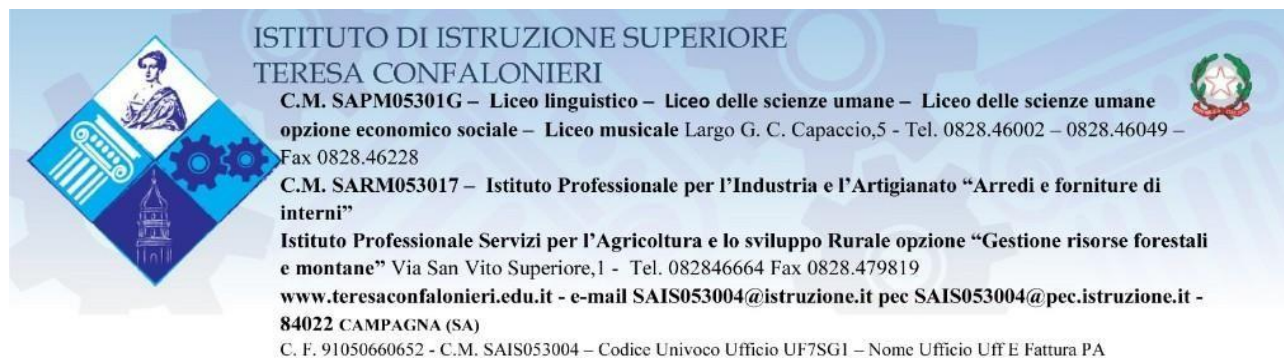 ISTITUTO DI ISTRUZIONE SUPERIORE
TERESA CONFALONIERI
C.M. SAPM05301G – Liceo linguistico – Liceo delle scienze umane – Liceo delle scienze umane
opzione economico sociale – Liceo musicale Largo G. C. Capaccio,5 - Tel. 0828.46002 – 0828.46049 –
Fax 0828.46228
C.M. SARM053017 – Istituto Professionale per l’Industria e l’Artigianato “Arredi e forniture di
interni”
Istituto Professionale Servizi per l’Agricoltura e lo sviluppo Rurale opzione “Gestione risorse forestali
e montane” Via San Vito Superiore,1 - Tel. 082846664 Fax 0828.479819
www.teresaconfalonieri.edu.it - e-mail SAIS053004@istruzione.it pec SAIS053004@pec.istruzione.it -
84022 CAMPAGNA (SA)
C. F. 91050660652 - C.M. SAIS053004 – Codice Univoco Ufficio UF7SG1 – Nome Ufficio Uff E Fattura PA